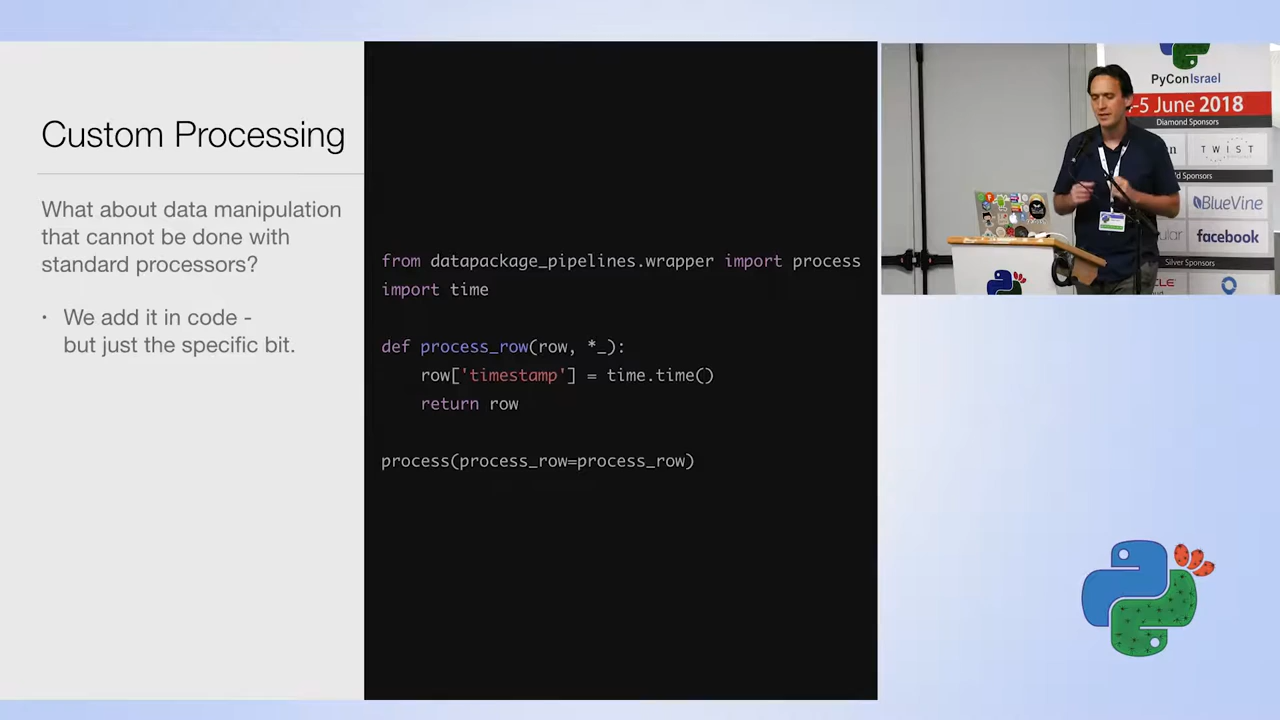 Custom Processing
What about data manipulation
that cannot be done with
standard processors?
• We add it in code -
but just the specific bit.
from datapackage_pipelines.wrapper import process
import time
def process_row(row, *_):
row['timestamp'] = time.time()
return row
process(process_row=process_row)
PyConIsrael
-5 June 2018
Diamond Sponsors
TWIST
Sponsors
BlueVine
facebook
Silver Sponsors